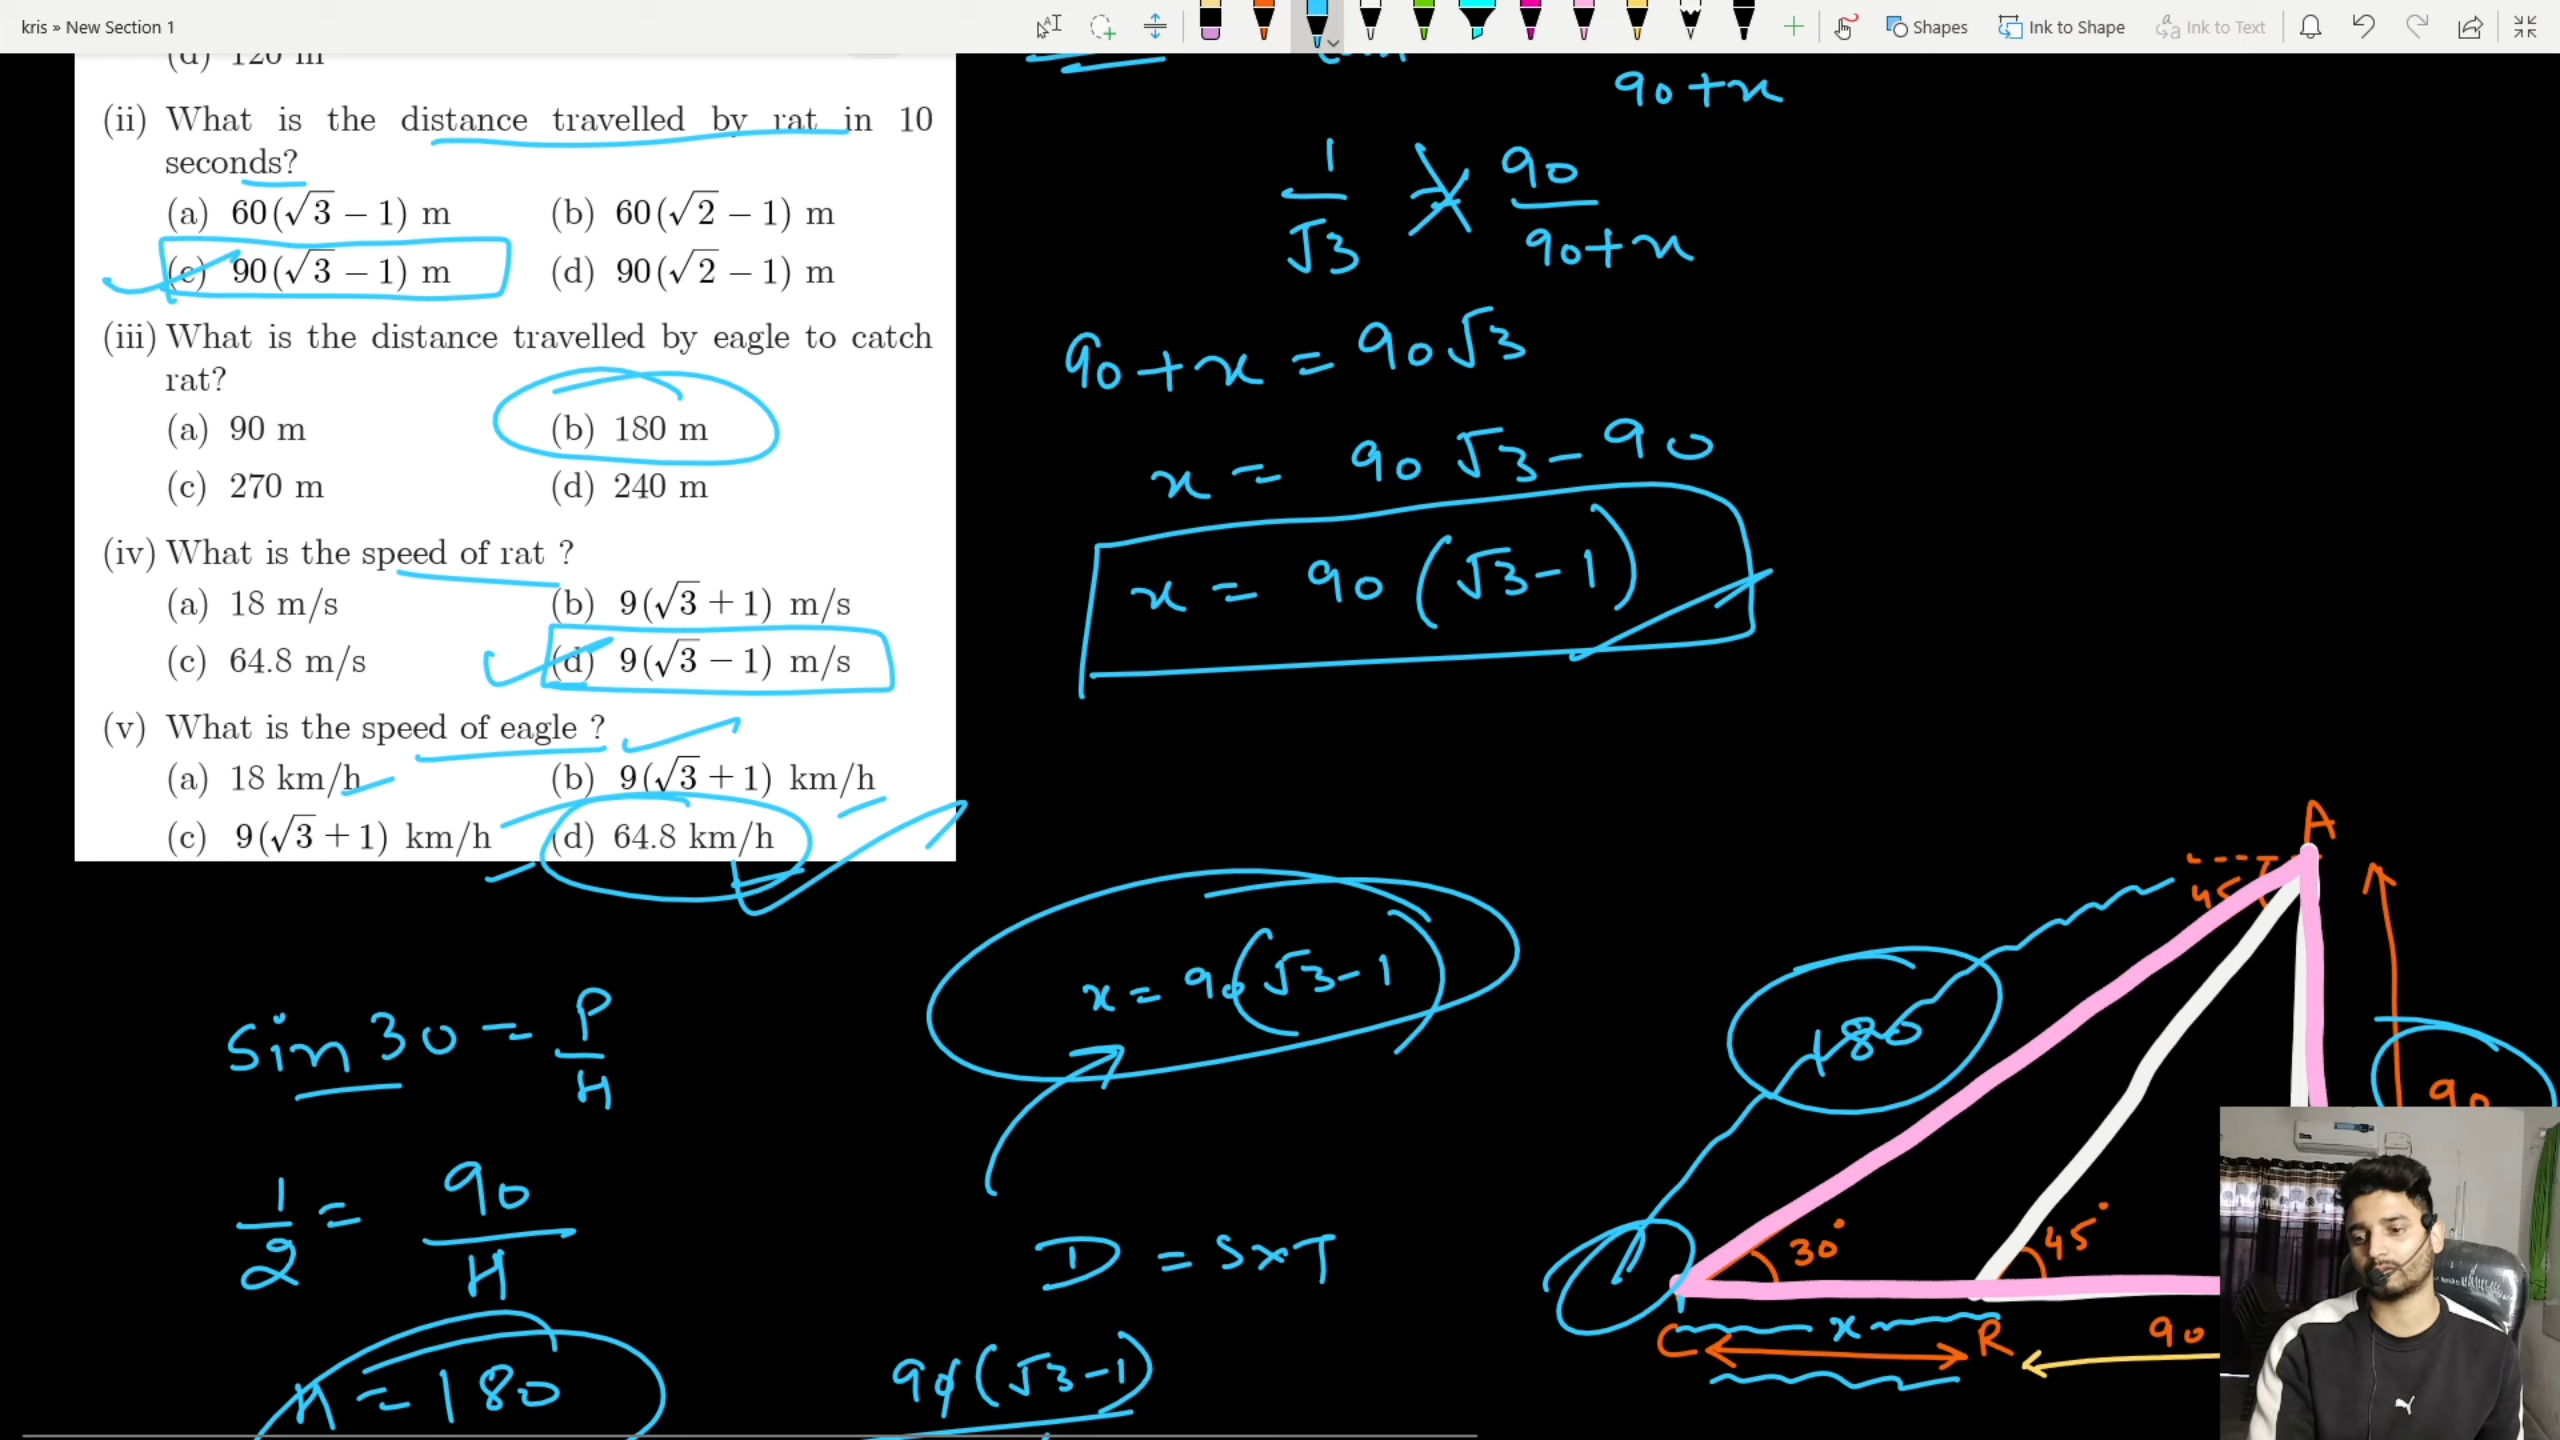 kris » New Section 1
Shapes
Ink to Shape
Ink to Text
(d) 120 m
(ii) What is the distance travelled by rat in 10
seconds?
(a) 60(√3 − 1) m (b) 60(√2 − 1) m
(c) 90(√3 − 1) m (d) 90(√2 − 1) m
(iii) What is the distance travelled by eagle to catch
rat?
(a) 90 m (b) 180 m
(c) 270 m (d) 240 m
(iv) What is the speed of rat ?
(a) 18 m/s (b) 9(√3 + 1) m/s
(c) 64.8 m/s (d) 9(√3 − 1) m/s
(v) What is the speed of eagle ?
(a) 18 km/h (b) 9(√3 + 1) km/h
(c) 9(√3 + 1) km/h (d) 64.8 km/h
90+x
1/√3 = 90/90+x
90+x = 90√3
x = 90√3-90
x = 90(√3-1)
Sin 30 = P/H
1/2 = 90/H
H = 180
x = 90(√3-1)
D = S×T
90(√3-1)
A
45
180
90
30°
45°
C
x
R
90